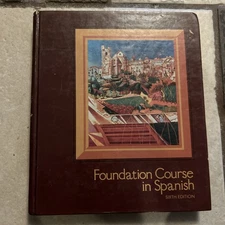 Foundation Course
in Spanish
SIXTH EDITION